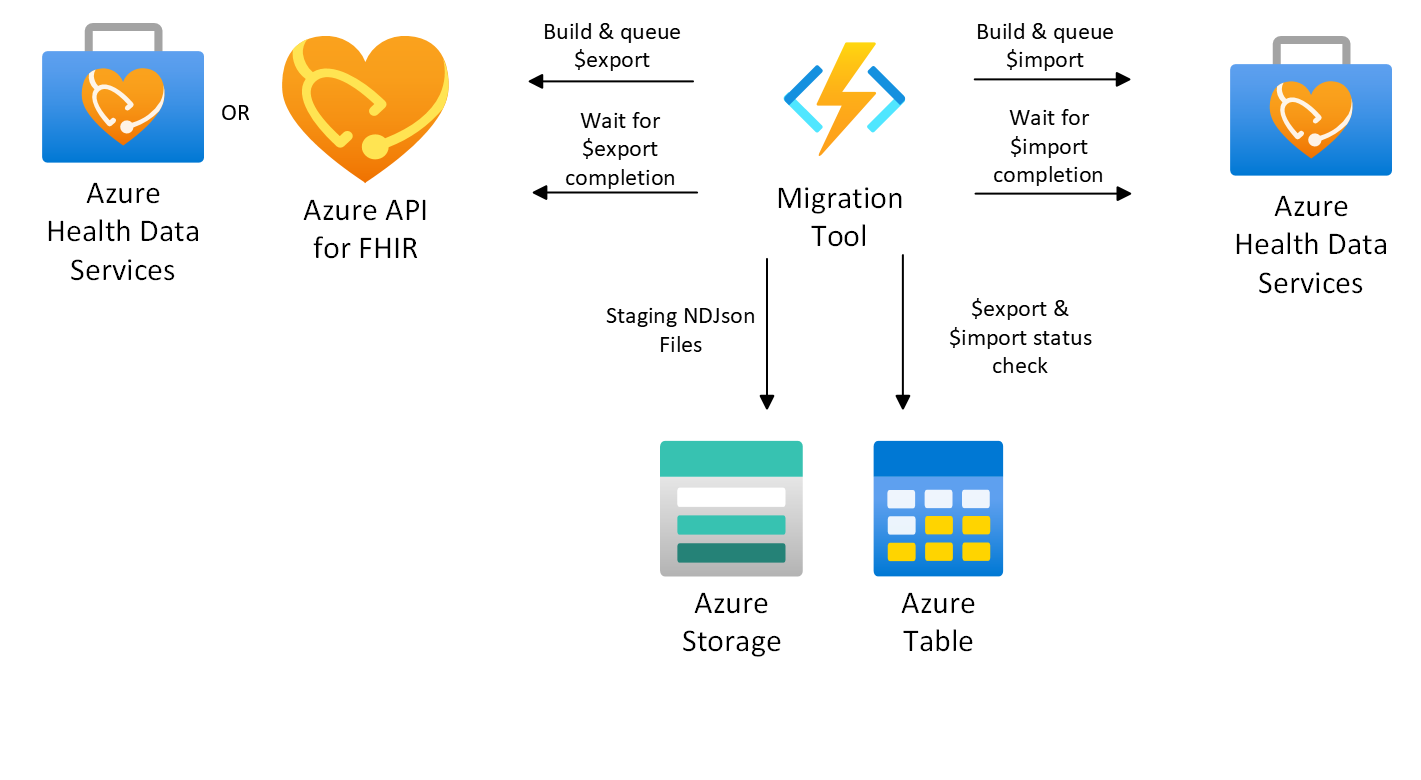 Azure
Health Data
Services
OR
Azure API
for FHIR
Build & queue
$export
Wait for
$export
completion
Migration
Tool
Build & queue
$import
Wait for
$import
completion
Azure
Health Data
Services
Staging NDJson
Files
$export &
$import status
check
Azure
Storage
Azure
Table